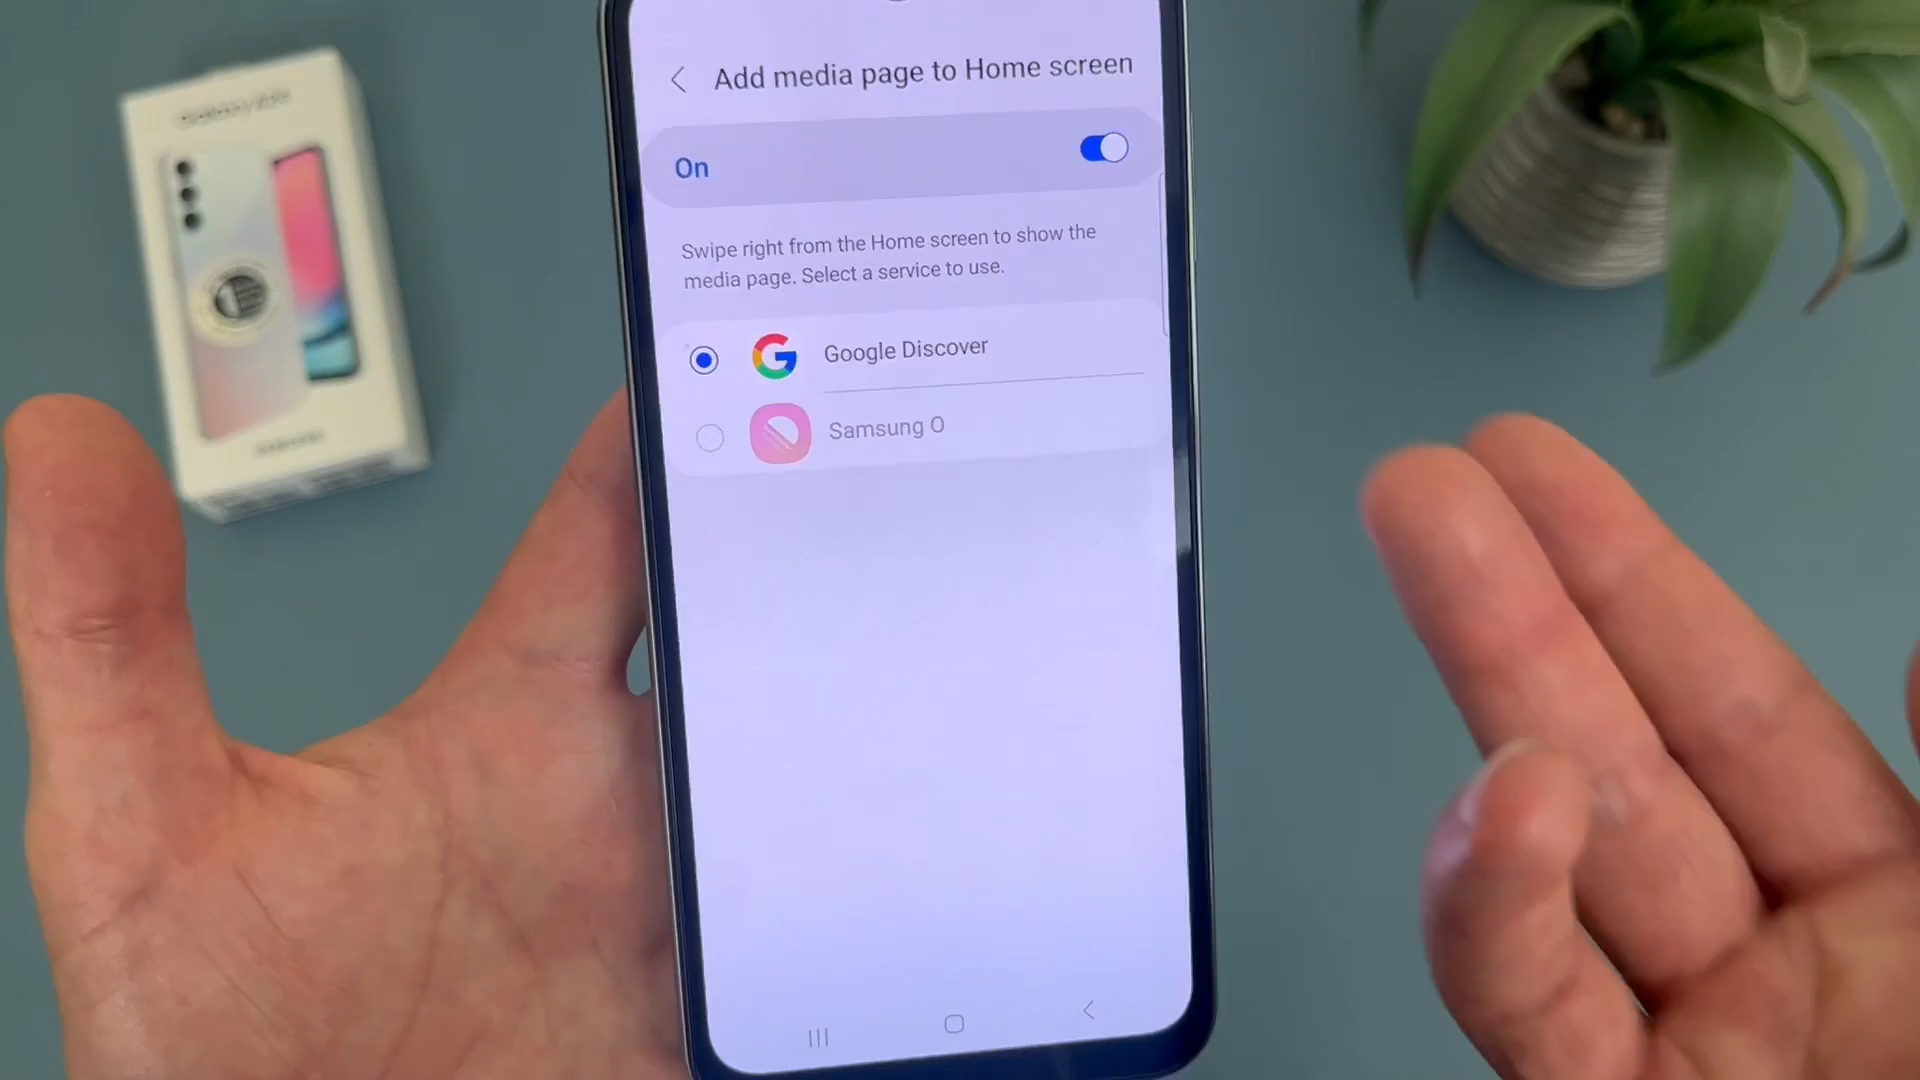 Add media page to Home screen
On
Swipe right from the Home screen to show the
media page. Select a service to use.
Google Discover
Samsung O